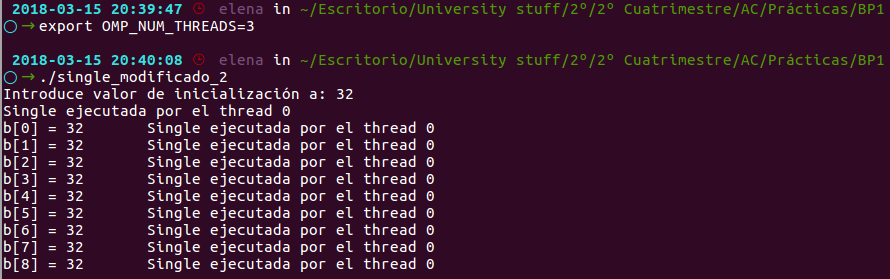 2018-03-15 20:39:47 elena in ~/Escritorio/University stuff/2º/2º Cuatrimestre/AC/Prácticas/BP1
→export OMP_NUM_THREADS=3
2018-03-15 20:40:08 elena in ~/Escritorio/University stuff/2º/2º Cuatrimestre/AC/Prácticas/BP1
→./single_modificado_2
Introduce valor de inicialización a: 32
Single ejecutada por el thread 0
b[0] = 32 Single ejecutada por el thread 0
b[1] = 32 Single ejecutada por el thread 0
b[2] = 32 Single ejecutada por el thread 0
b[3] = 32 Single ejecutada por el thread 0
b[4] = 32 Single ejecutada por el thread 0
b[5] = 32 Single ejecutada por el thread 0
b[6] = 32 Single ejecutada por el thread 0
b[7] = 32 Single ejecutada por el thread 0
b[8] = 32 Single ejecutada por el thread 0